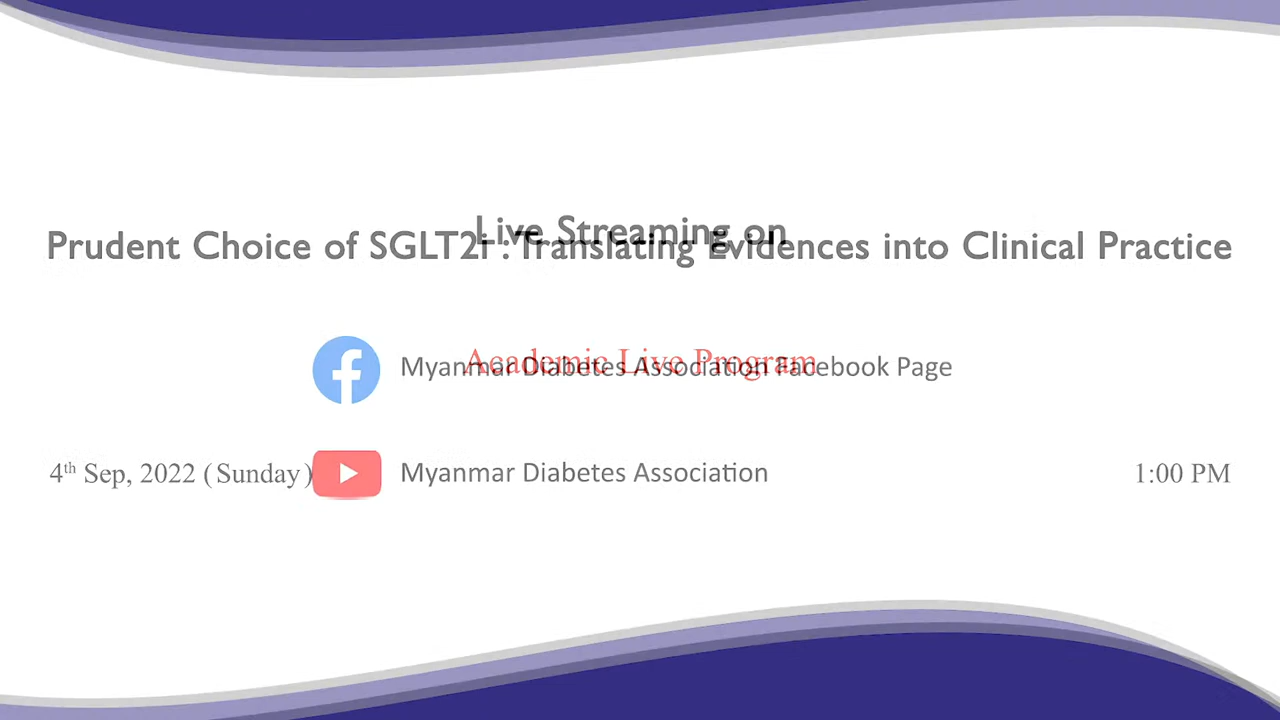 Live Streaming on
Prudent Choice of SGLT2i : Translating Evidences into Clinical Practice
Academic Live Program
Myanmar Diabetes Association Facebook Page
4th Sep, 2022 (Sunday)
Myanmar Diabetes Association
1:00 PM